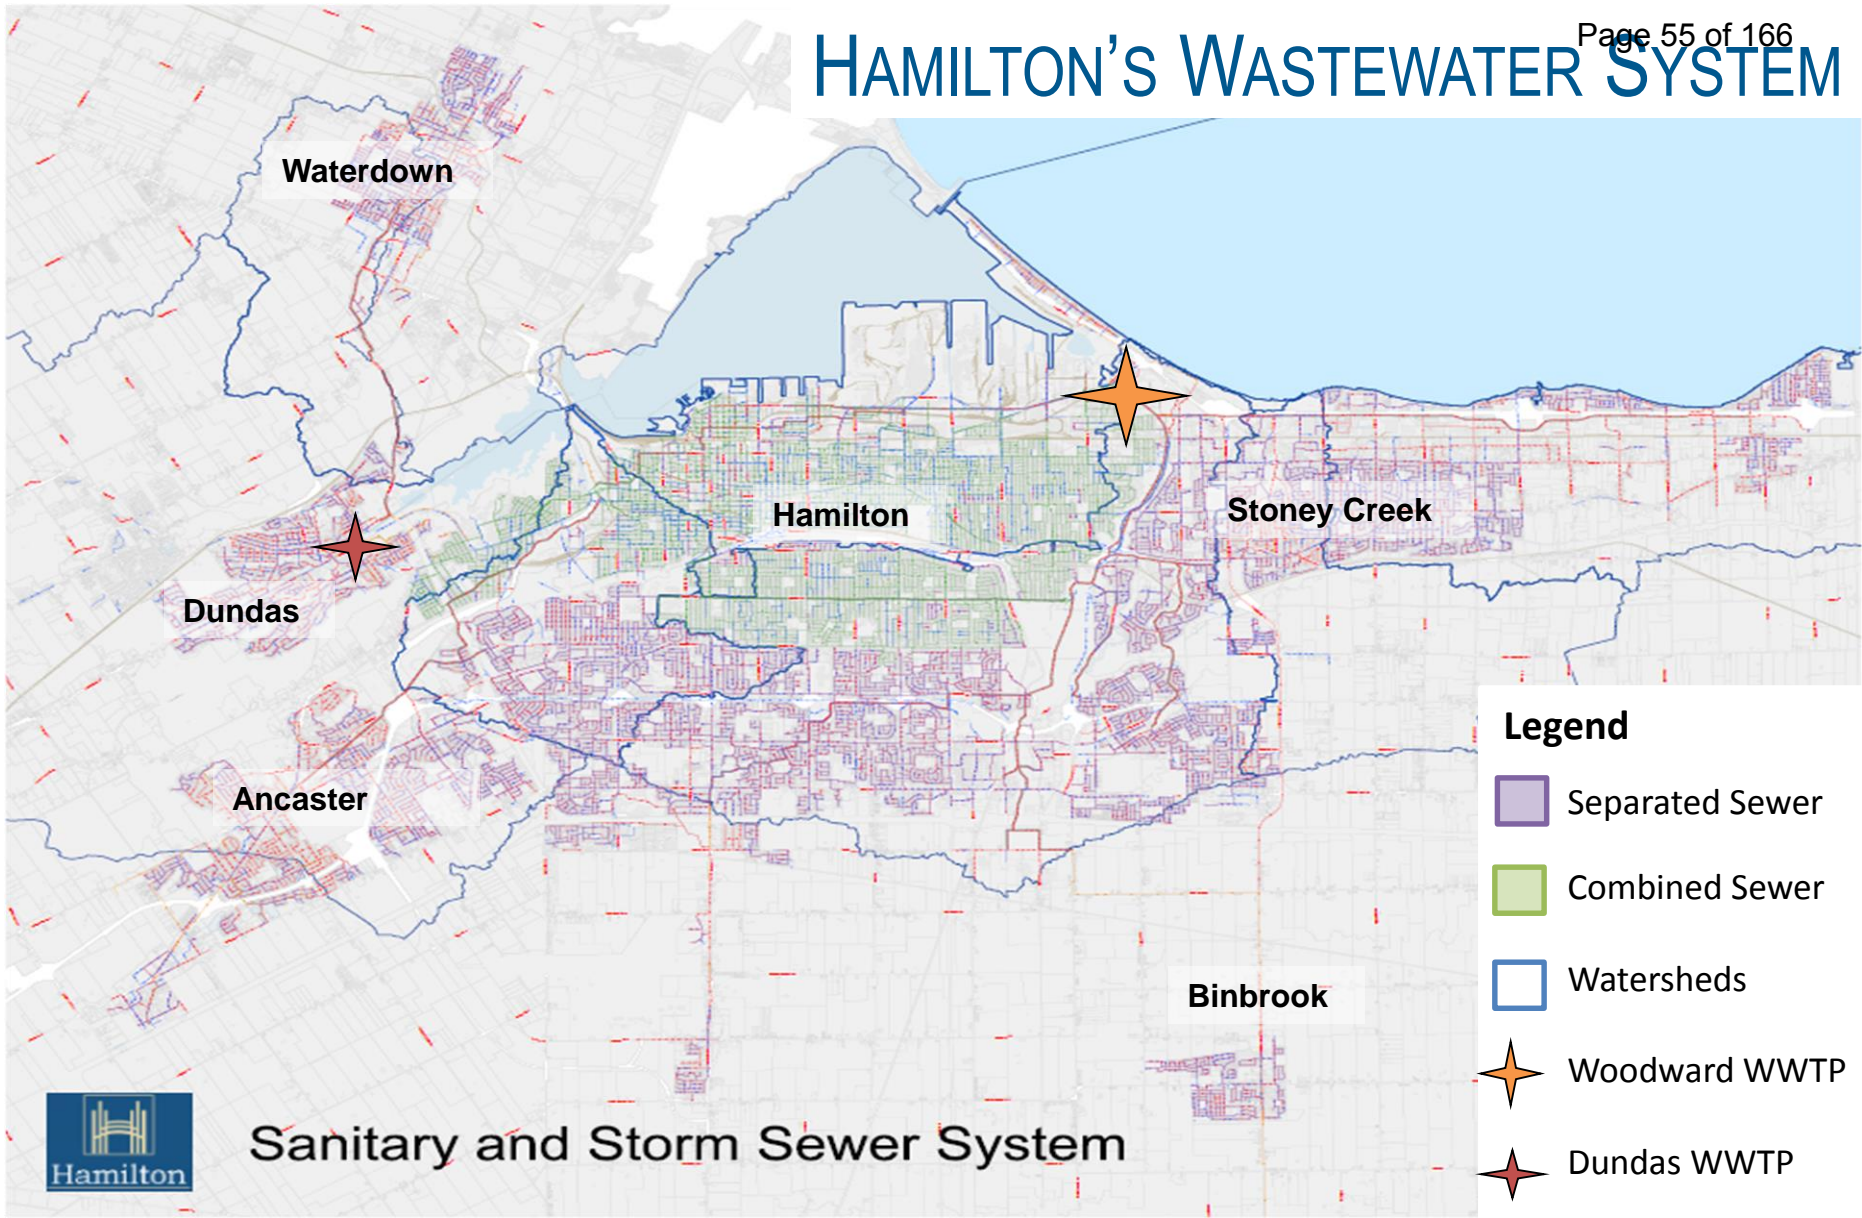 Page 55 of 166
HAMILTON'S WASTEWATER SYSTEM
Waterdown
Hamilton
Stoney Creek
Dundas
Ancaster
Binbrook
Legend
Separated Sewer
Combined Sewer
Watersheds
Woodward WWTP
Dundas WWTP
Hamilton
Sanitary and Storm Sewer System